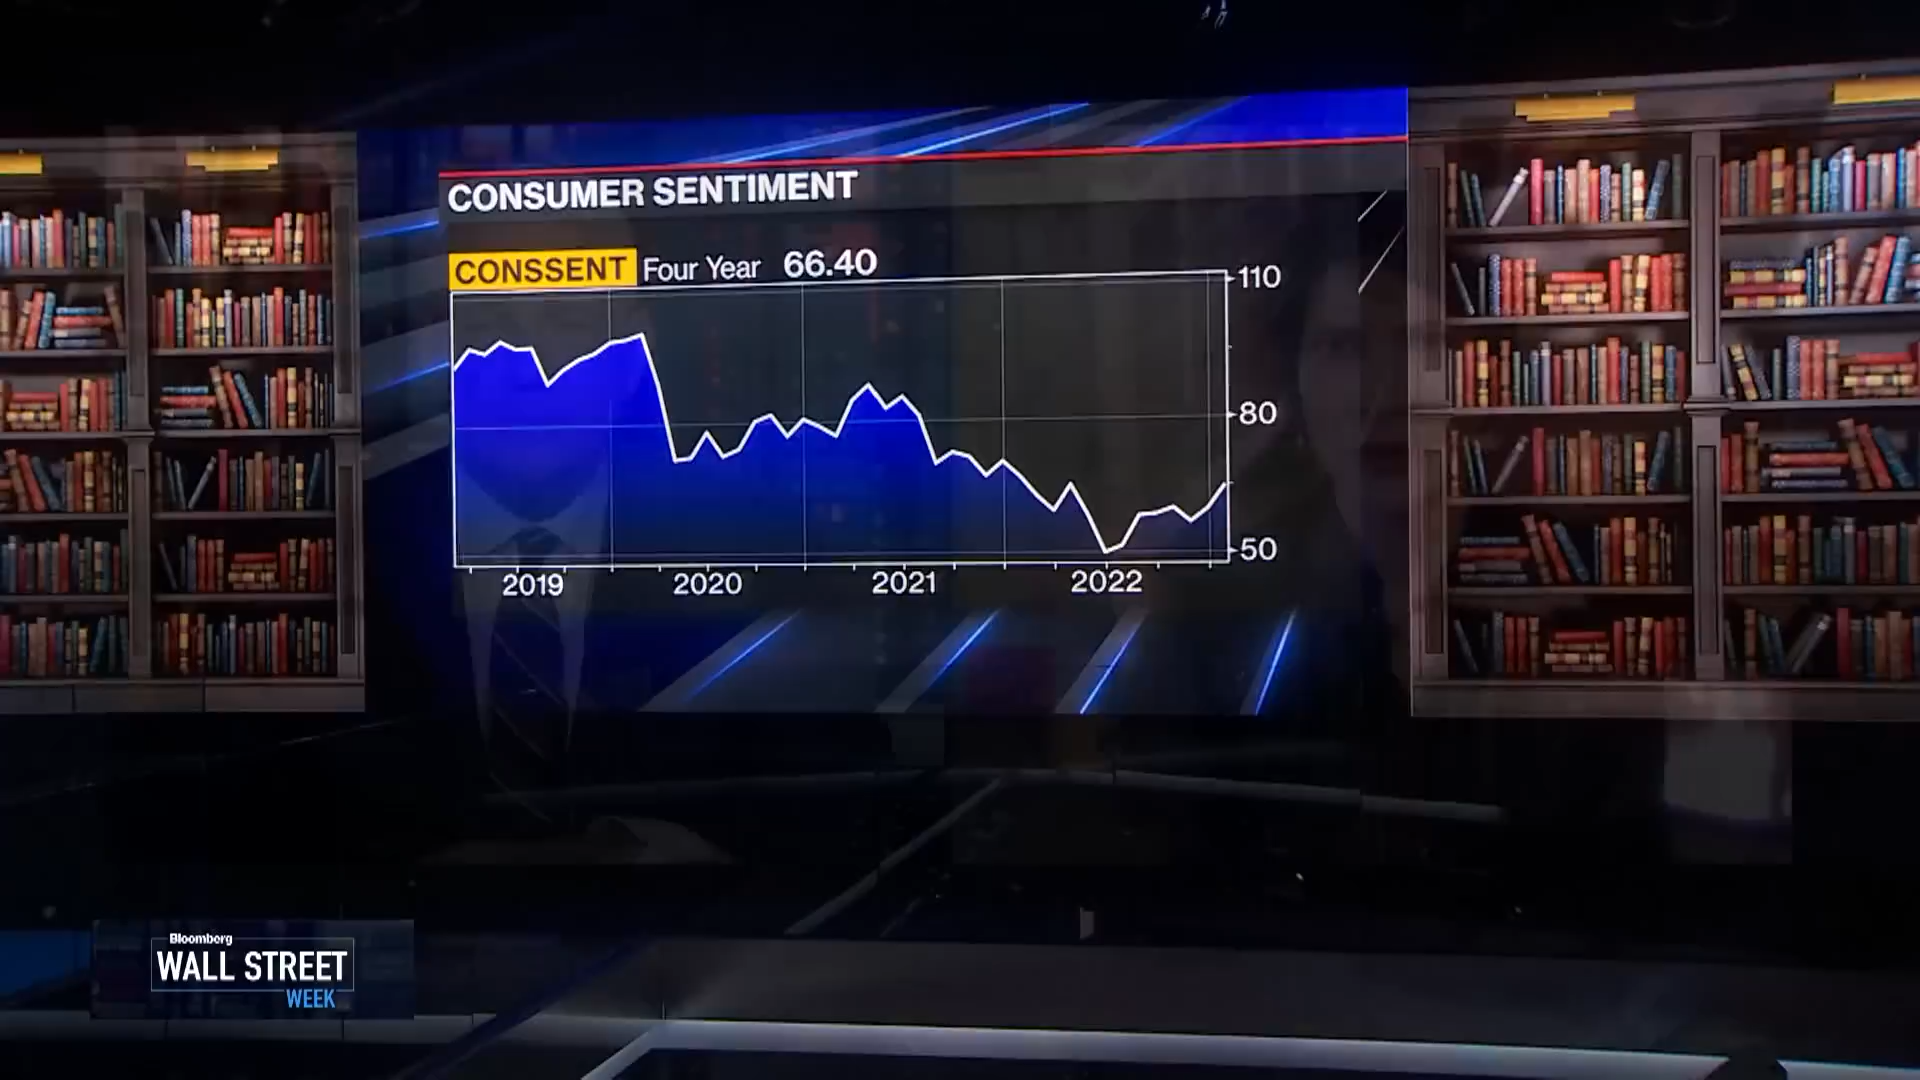 CONSUMER SENTIMENT
CONSSENT Four Year 66.40
110
80
50
2019 2020 2021 2022
Bloomberg
WALL STREET
WEEK